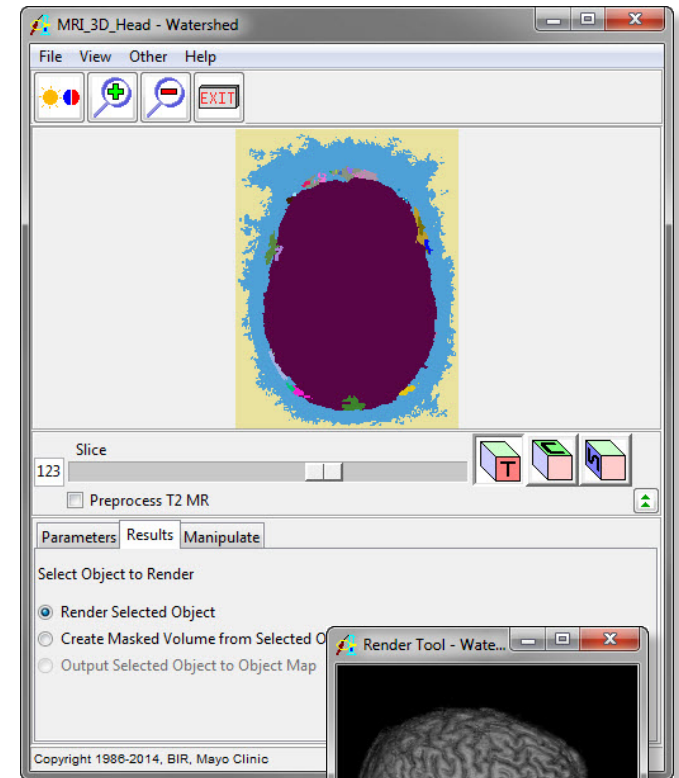 MRI_3D_Head - Watershed
File View Other Help
EXIT
Slice
123
T
Preprocess T2 MR
Parameters Results Manipulate
Select Object to Render
Render Selected Object
Create Masked Volume from Selected O
Output Selected Object to Object Map
Render Tool - Wate...
Copyright 1986-2014, BIR, Mayo Clinic